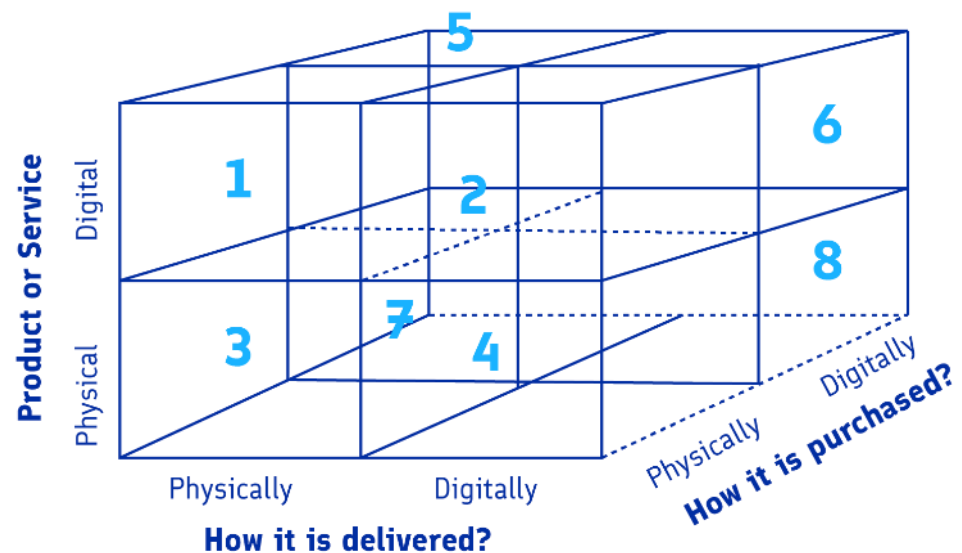 5
6
1
2
Product or Service
Digital
8
7
3
4
Physical
Digitally
Physically
How it is purchased?
Physically
Digitally
How it is delivered?